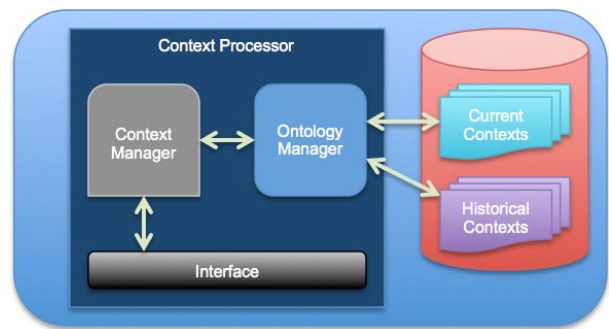 Context Processor
Context
Manager
Ontology
Manager
Interface
Current
Contexts
Historical
Contexts